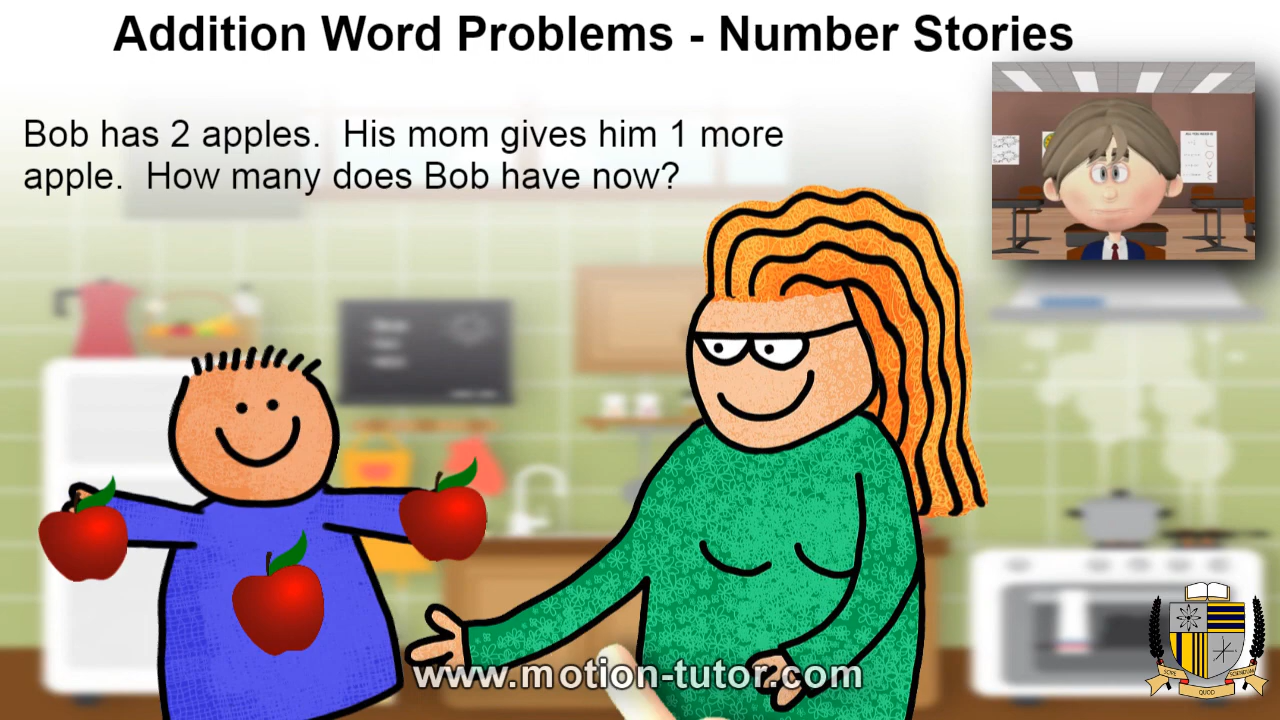 Addition Word Problems - Number Stories
Bob has 2 apples.  His mom gives him 1 more
apple.  How many does Bob have now?
www.motion-tutor.com
QUOD